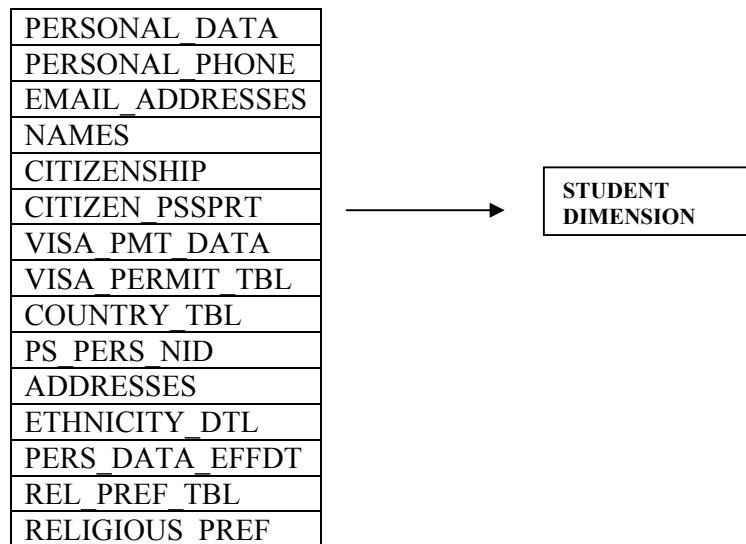 PERSONAL_DATA
PERSONAL_PHONE
EMAIL_ADDRESSES
NAMES
CITIZENSHIP
CITIZEN_PSSPRT
VISA_PMT_DATA
VISA_PERMIT_TBL
COUNTRY_TBL
PS_PERS_NID
ADDRESSES
ETHNICITY_DTL
PERS_DATA_EFFDT
REL_PREF_TBL
RELIGIOUS_PREF
STUDENT
DIMENSION